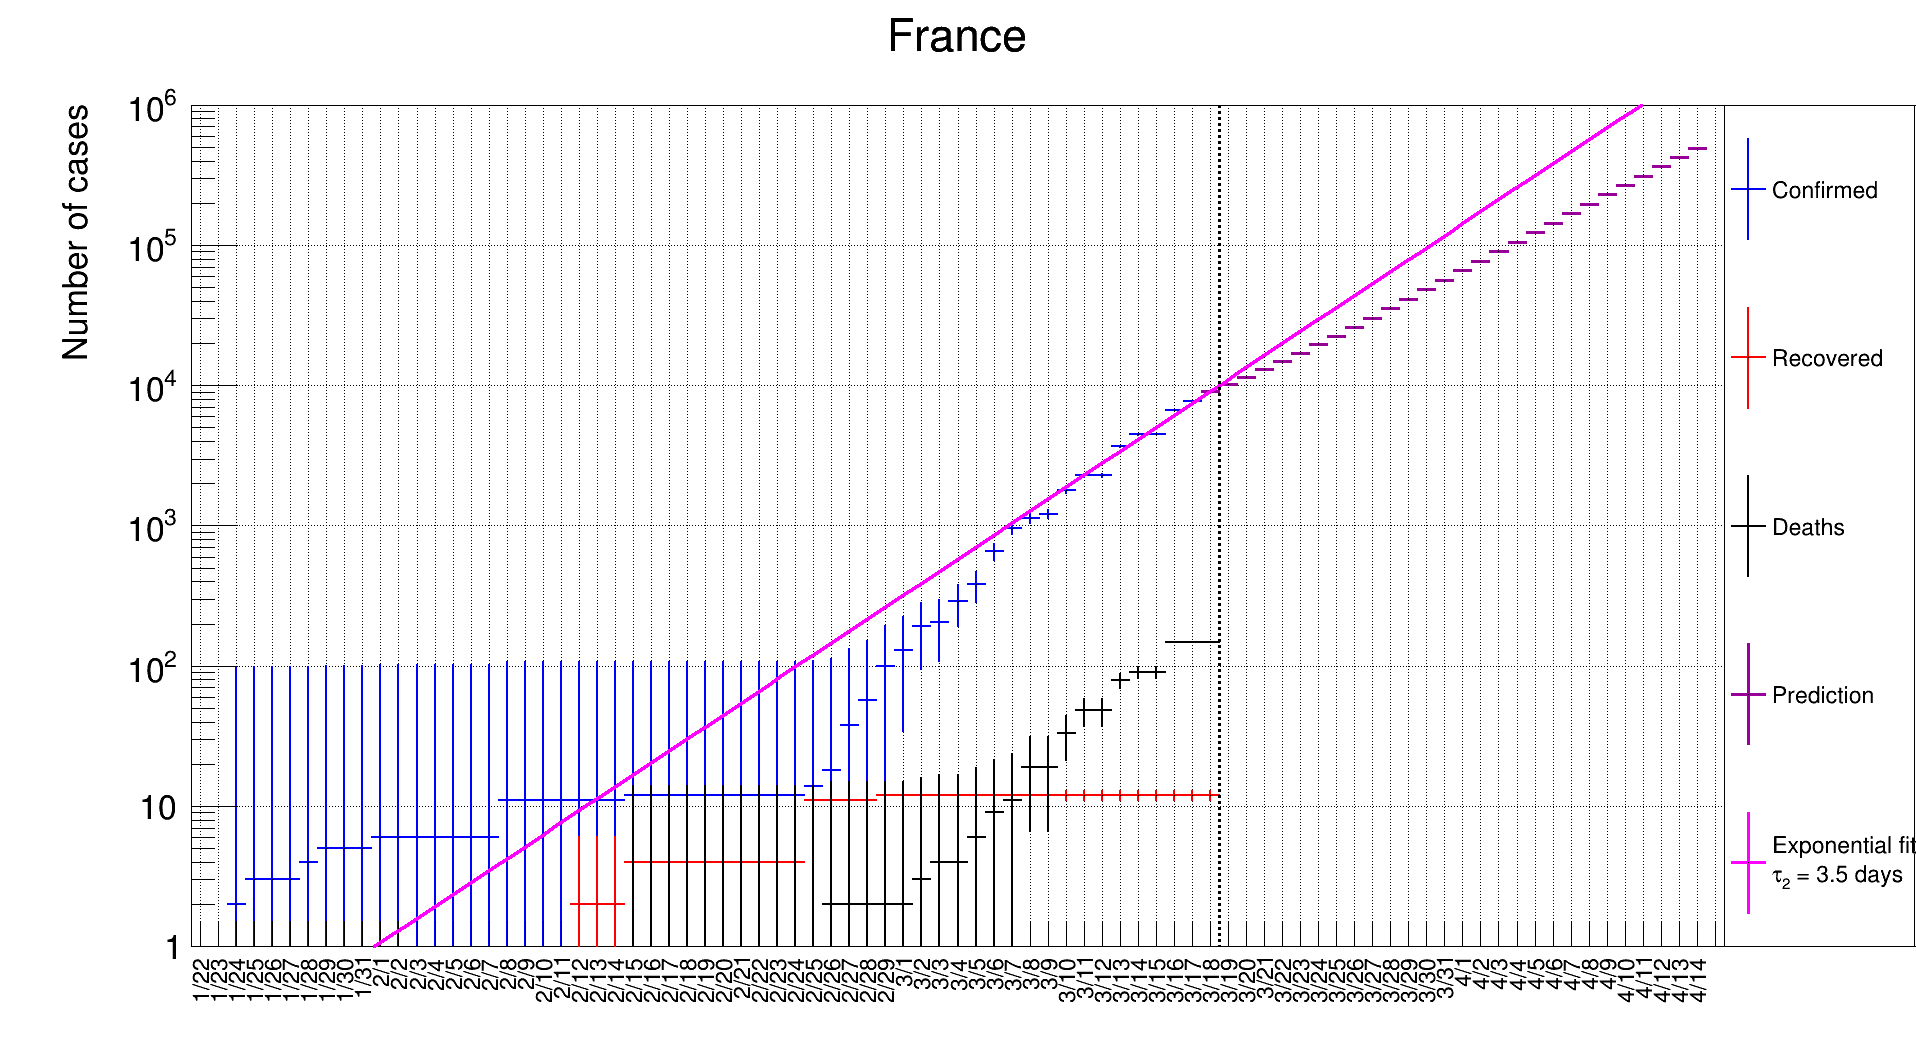 France
Number of cases
10^6
10^5
10^4
10^3
10^2
10
1
1/22 1/23 1/24 1/25 1/26 1/27 1/28 1/29 1/30 1/31 2/1 2/2 2/3 2/4 2/5 2/6 2/7 2/8 2/9 2/10 2/11 2/12 2/13 2/14 2/15 2/16 2/17 2/18 2/19 2/20 2/21 2/22 2/23 2/24 2/25 2/26 2/27 2/28 2/29 3/1 3/2 3/3 3/4 3/5 3/6 3/7 3/8 3/9 3/10 3/11 3/12 3/13 3/14 3/15 3/16 3/17 3/18 3/19 3/20 3/21 3/22 3/23 3/24 3/25 3/26 3/27 3/28 3/29 3/30 3/31 4/1 4/2 4/3 4/4 4/5 4/6 4/7 4/8 4/9 4/10 4/11 4/12 4/13 4/14
Confirmed
Recovered
Deaths
Prediction
Exponential fit
τ₂ = 3.5 days